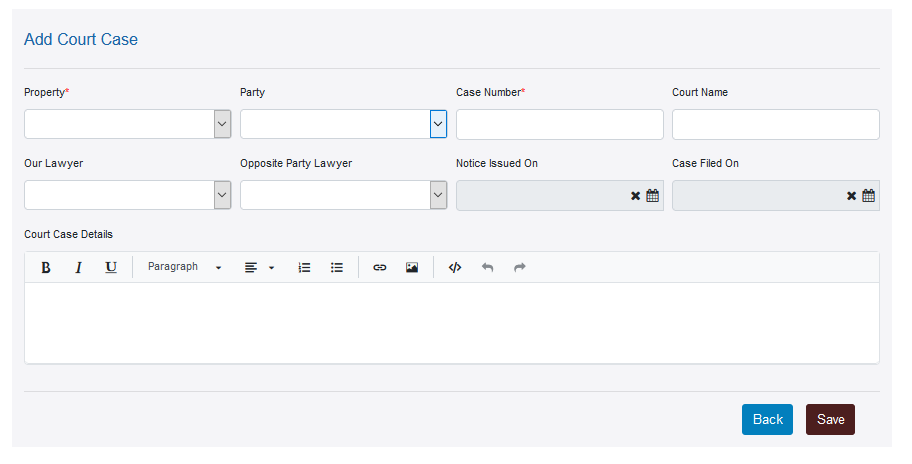 Add Court Case
Property* Party Case Number* Court Name
Our Lawyer Opposite Party Lawyer Notice Issued On Case Filed On
Court Case Details
B I U Paragraph
Back Save